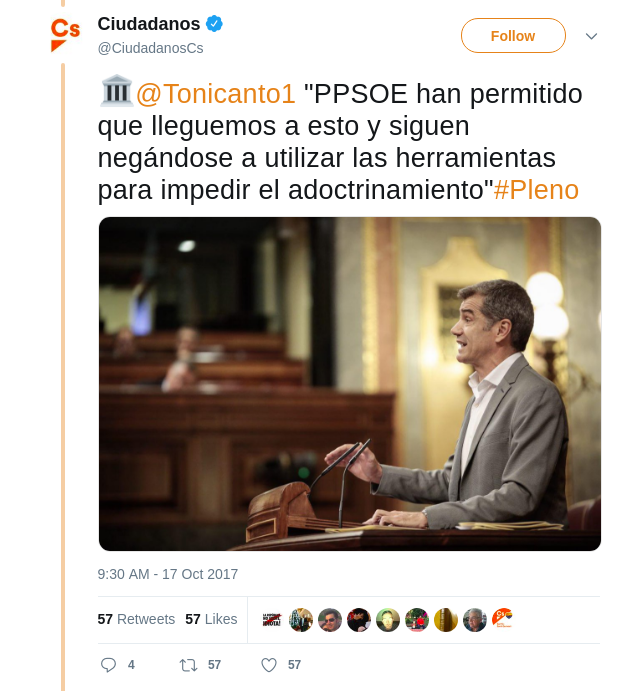 Cs
Ciudadanos
@CiudadanosCs
Follow
@Tonicanto1 "PPSOE han permitido
que lleguemos a esto y siguen
negándose a utilizar las herramientas
para impedir el adoctrinamiento"#Pleno
9:30 AM - 17 Oct 2017
57 Retweets 57 Likes
4 57 57